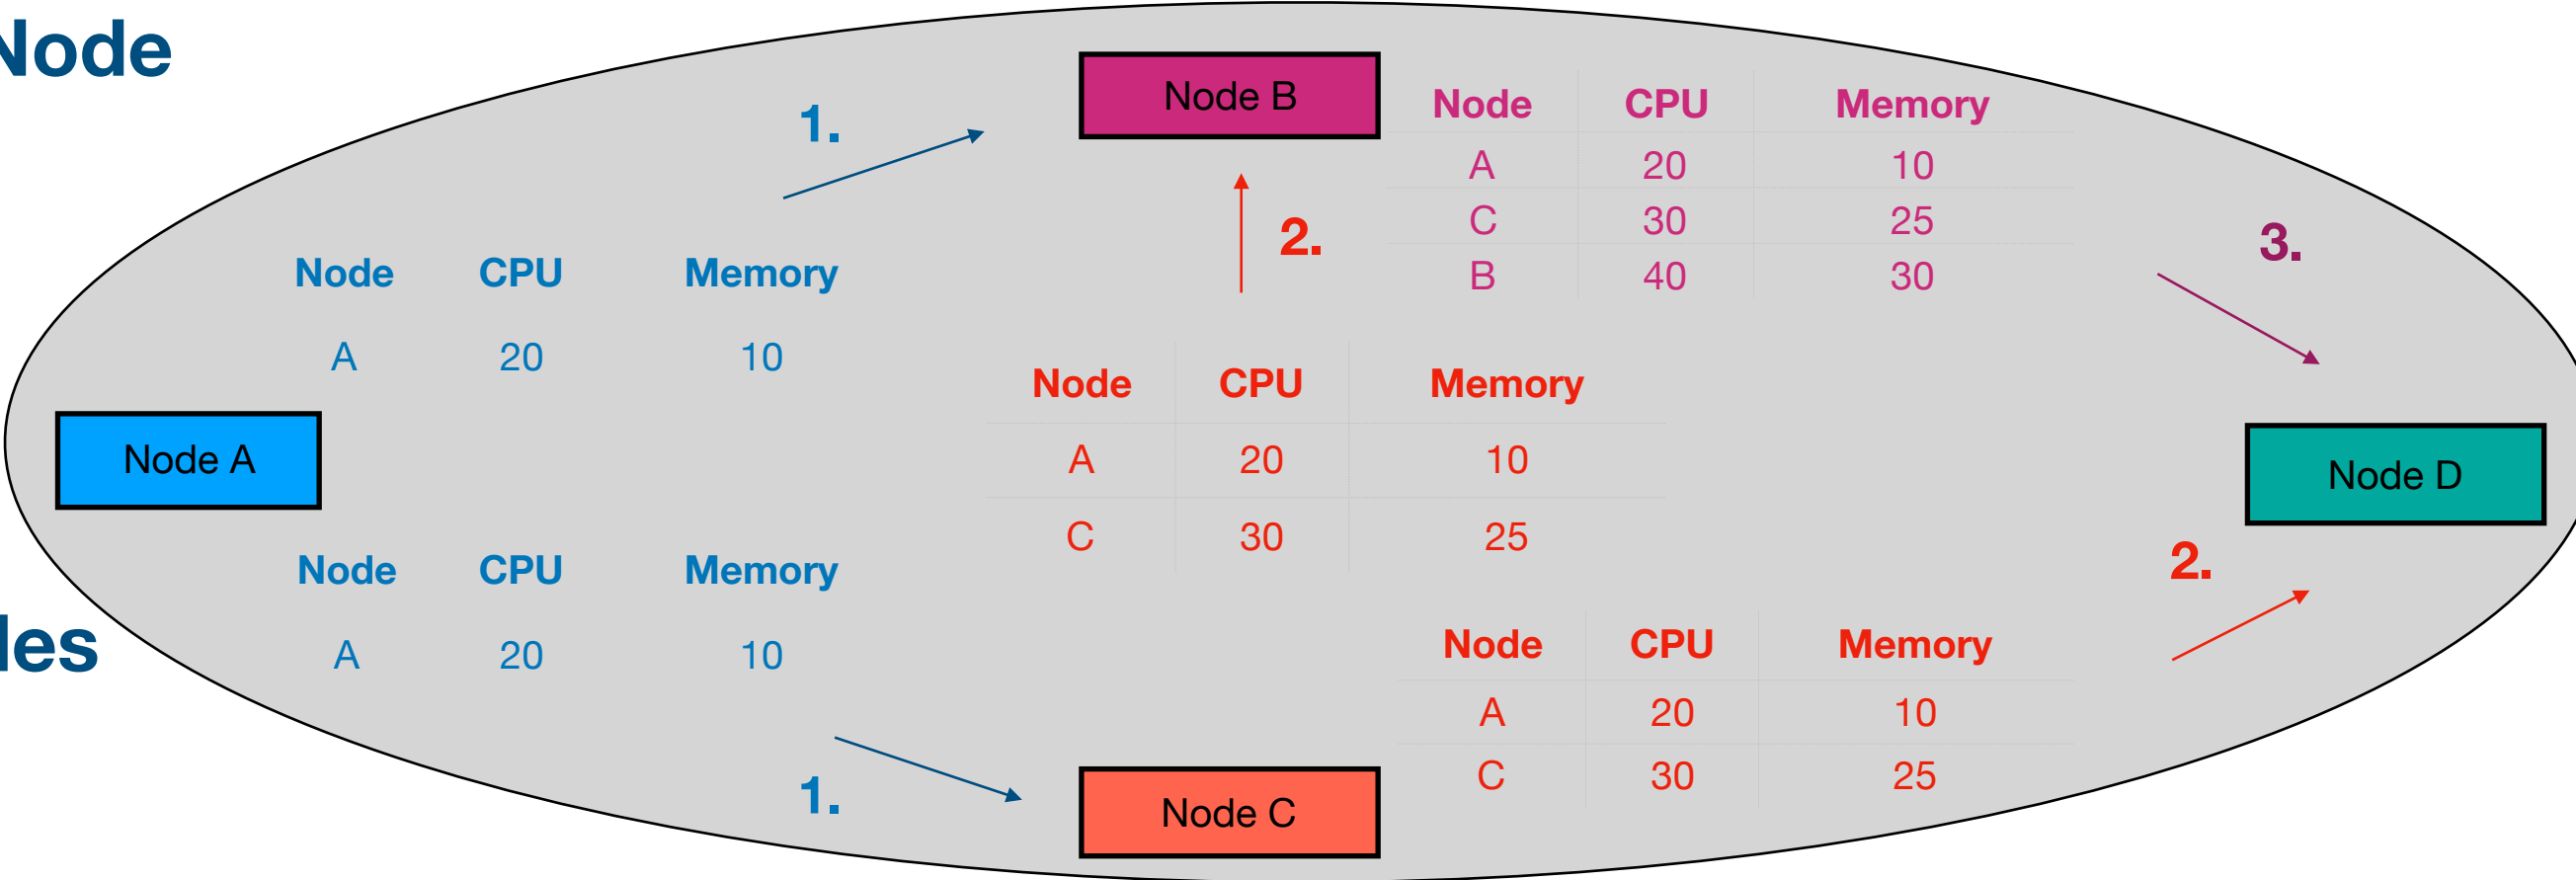 Node
Node B
Node CPU Memory
A 20 10
C 30 25
B 40 30
1.
2.
3.
Node CPU Memory
A 20 10
Node A
Node CPU Memory
A 20 10
C 30 25
Node D
Node CPU Memory
A 20 10
1.
les
2.
Node CPU Memory
A 20 10
C 30 25
Node C